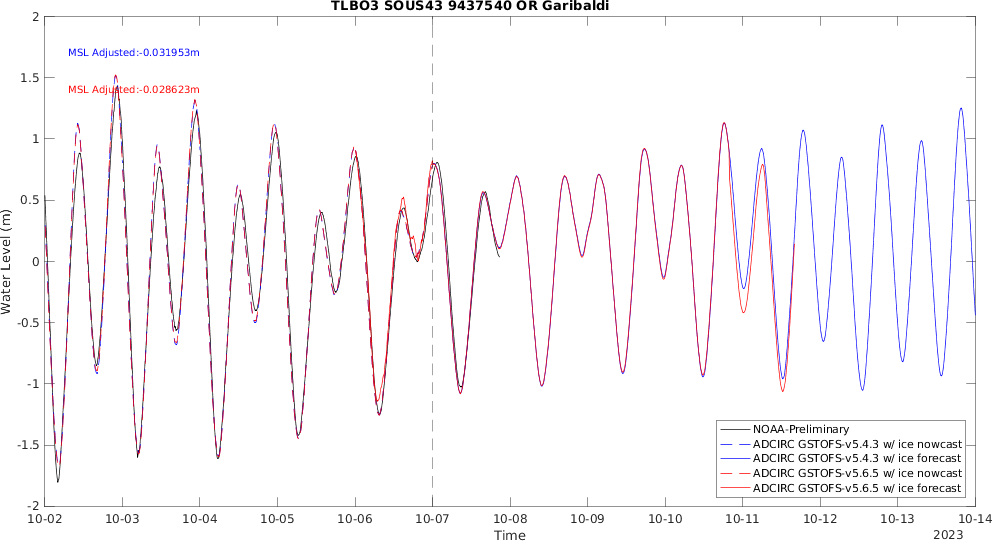 TLBO3 SOUS43 9437540 OR Garibaldi
2
MSL Adjusted:-0.031953m
1.5
MSL Adjusted:-0.028623m
1
0.5
0
-0.5
-1
-1.5
-2
Water Level (m)
NOAA-Preliminary
ADCIRC GSTOFS-v5.4.3 w/ ice nowcast
ADCIRC GSTOFS-v5.4.3 w/ ice forecast
ADCIRC GSTOFS-v5.6.5 w/ ice nowcast
ADCIRC GSTOFS-v5.6.5 w/ ice forecast
10-02 10-03 10-04 10-05 10-06 10-07 10-08 10-09 10-10 10-11 10-12 10-13 10-14
Time
2023